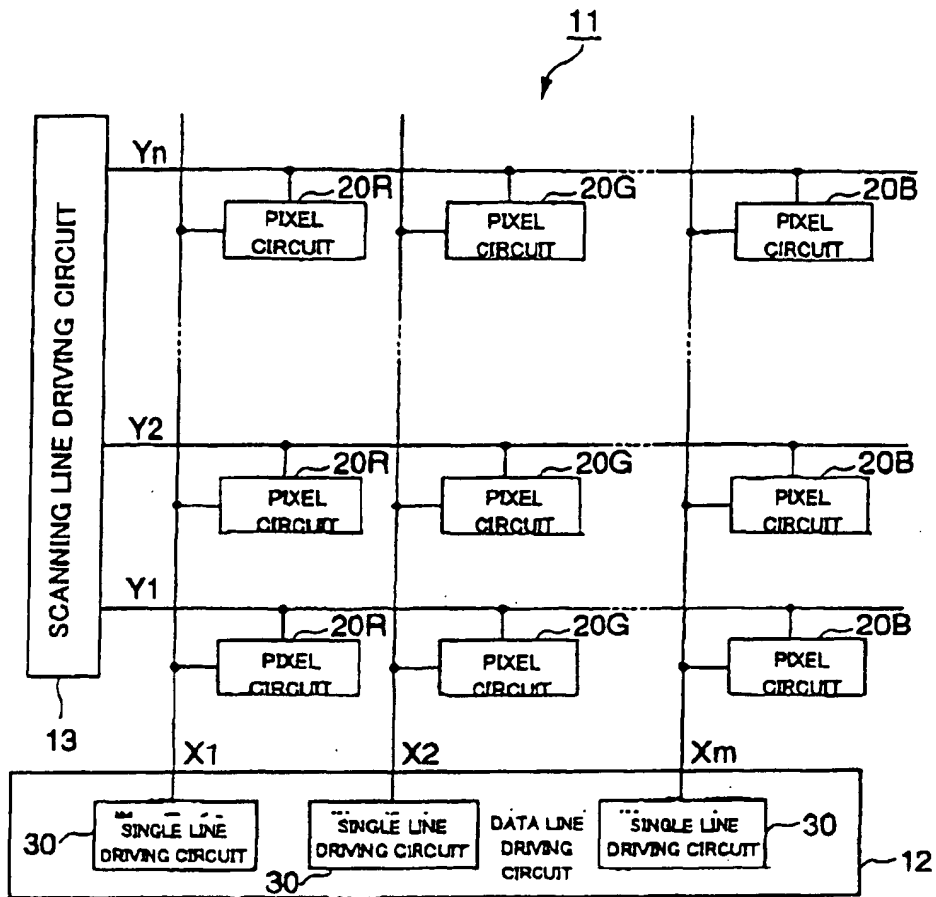 11
Yn
20R
20G
20B
PIXEL
CIRCUIT
PIXEL
CIRCUIT
PIXEL
CIRCUIT
SCANNING LINE DRIVING CIRCUIT
Y2
20R
20G
20B
PIXEL
CIRCUIT
PIXEL
CIRCUIT
PIXEL
CIRCUIT
Y1
20R
20G
20B
PIXEL
CIRCUIT
PIXEL
CIRCUIT
PIXEL
CIRCUIT
13
X1
X2
Xm
30
SINGLE LINE
DRIVING CIRCUIT
30
SINGLE LINE
DRIVING CIRCUIT
DATA LINE
DRIVING
CIRCUIT
SINGLE LINE
DRIVING CIRCUIT
30
12